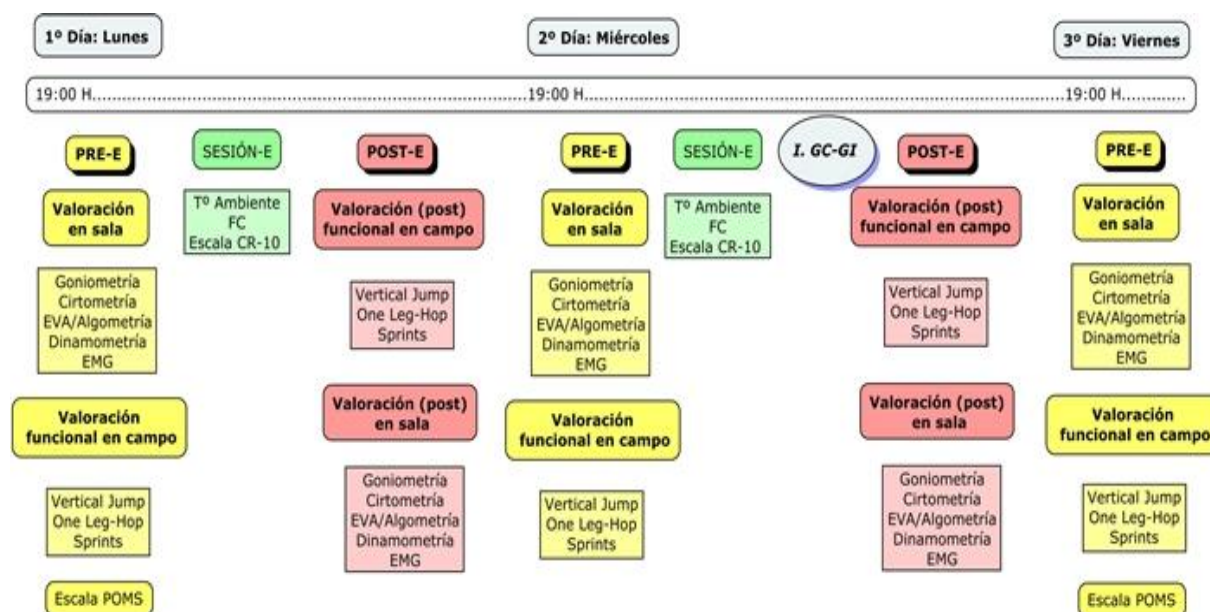 1º Día: Lunes
2º Día: Miércoles
3º Día: Viernes
19:00 H.......................................................................19:00 H.......................................................................19:00 H............
PRE-E
SESIÓN-E
POST-E
PRE-E
SESIÓN-E
I. GC-GI
POST-E
PRE-E
Valoración
en sala
Tº Ambiente
FC
Escala CR-10
Valoración (post)
funcional en campo
Valoración
en sala
Tº Ambiente
FC
Escala CR-10
Valoración (post)
funcional en campo
Valoración
en sala
Goniometría
Cirtometría
EVA/Algometría
Dinamometría
EMG
Vertical Jump
One Leg-Hop
Sprints
Goniometría
Cirtometría
EVA/Algometría
Dinamometría
EMG
Vertical Jump
One Leg-Hop
Sprints
Goniometría
Cirtometría
EVA/Algometría
Dinamometría
EMG
Valoración
funcional en campo
Valoración (post)
en sala
Valoración
funcional en campo
Valoración (post)
en sala
Valoración
funcional en campo
Vertical Jump
One Leg-Hop
Sprints
Goniometría
Cirtometría
EVA/Algometría
Dinamometría
EMG
Vertical Jump
One Leg-Hop
Sprints
Goniometría
Cirtometría
EVA/Algometría
Dinamometría
EMG
Vertical Jump
One Leg-Hop
Sprints
Escala POMS
Escala POMS